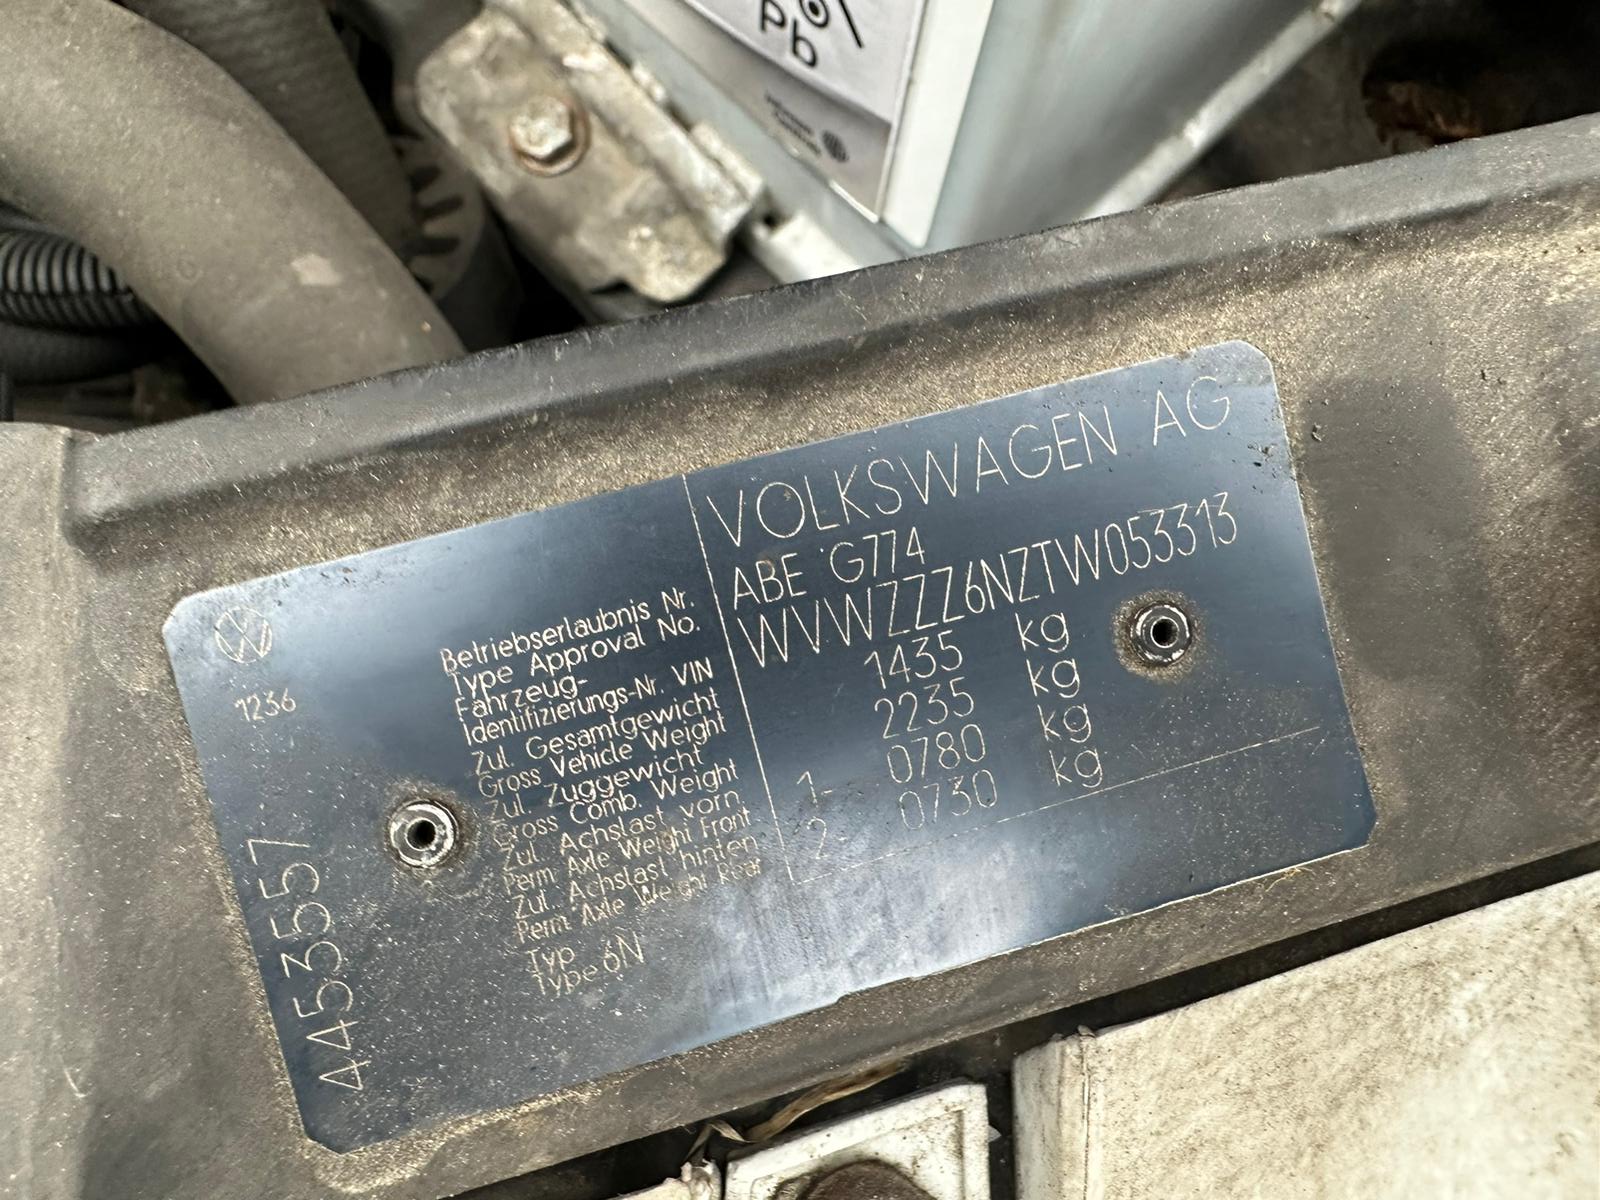 Pb
VOLKSWAGEN AG
ABE G774
WVWZZZ6NZTW053313
1435 kg
2235 kg
1- 0780 kg
2 0730 kg
1236
Betriebserlaubnis Nr.
Type Approval No.
Fahrzeug-
Identifizierungs-Nr. VIN
Zul. Gesamtgewicht
Gross Vehicle Weight
Zul. Zuggewicht
Gross Comb. Weight
Zul. Achslast vorn
Perm. Axle Weight Front
Zul. Achslast hinten
Perm. Axle Weight Rear
Typ
Type 6N
4453557